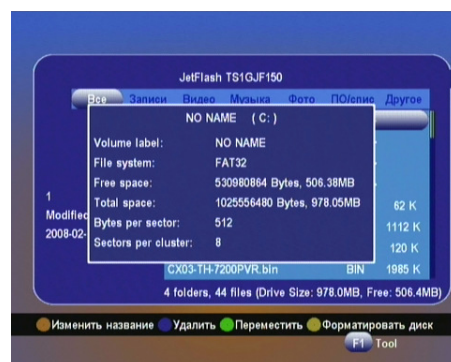 JetFlash TS1GJF150
Все Записи Видео Музыка Фото ПО/спис Другое
NO NAME ( C: )
Volume label: NO NAME
File system: FAT32
Free space: 530980864 Bytes, 506.38MB
Total space: 1025556480 Bytes, 978.05MB
Bytes per sector: 512
Sectors per cluster: 8
1
Modified
2008-02-
62 K
1112 K
120 K
CX03-TH-7200PVR.bin BIN 1985 K
4 folders, 44 files (Drive Size: 978.0MB, Free: 506.4MB)
Изменить название Удалить Переместить Форматировать диск
F1 Tool